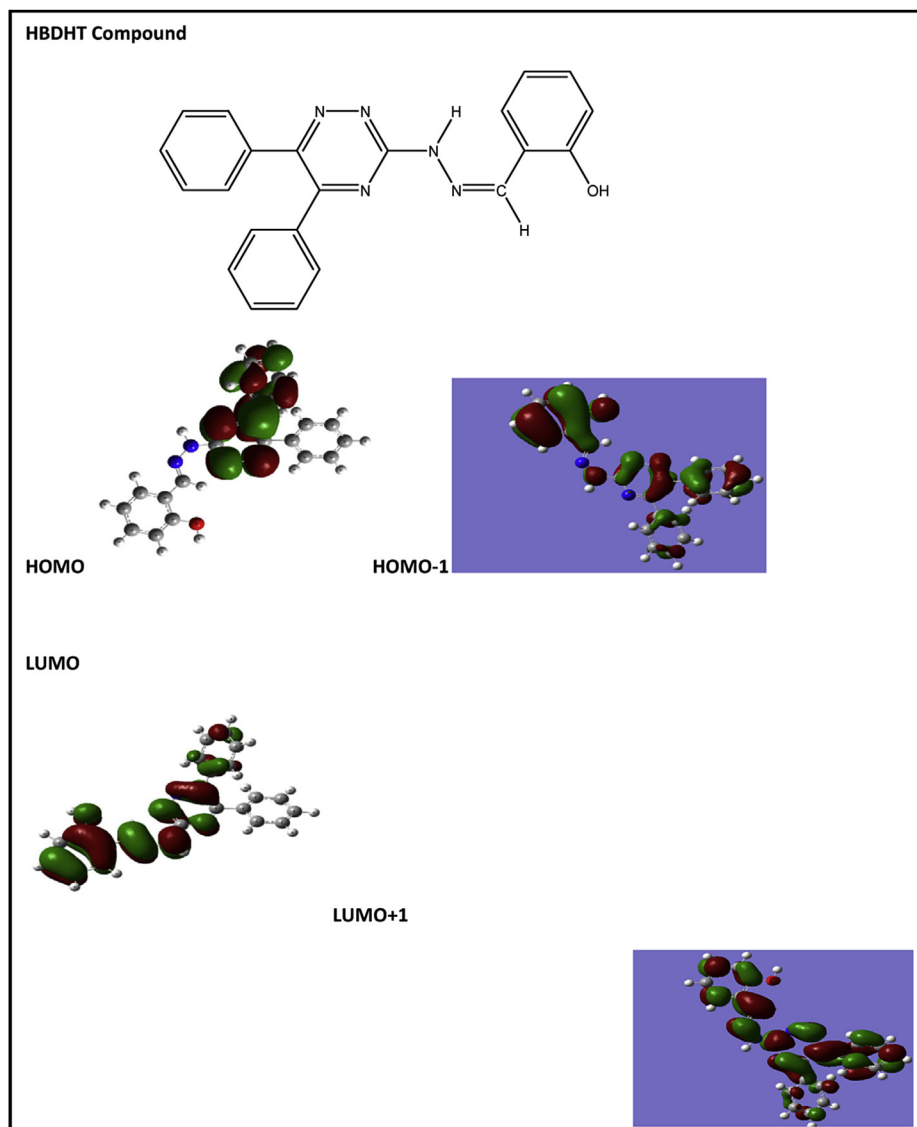 HBDHT Compound
N N H
N
N N C OH
H
HOMO HOMO-1
LUMO
LUMO+1